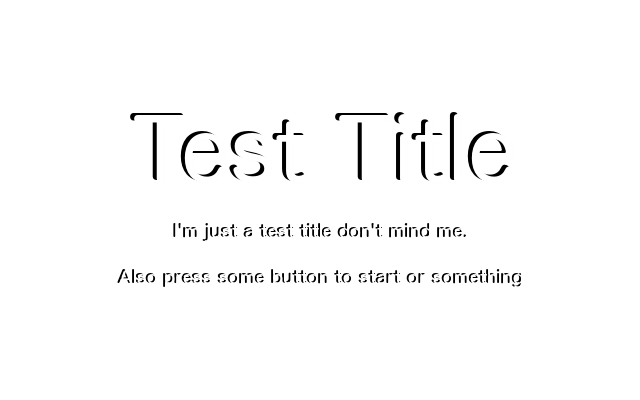 Test Title
I'm just a test title don't mind me.
Also press some button to start or something